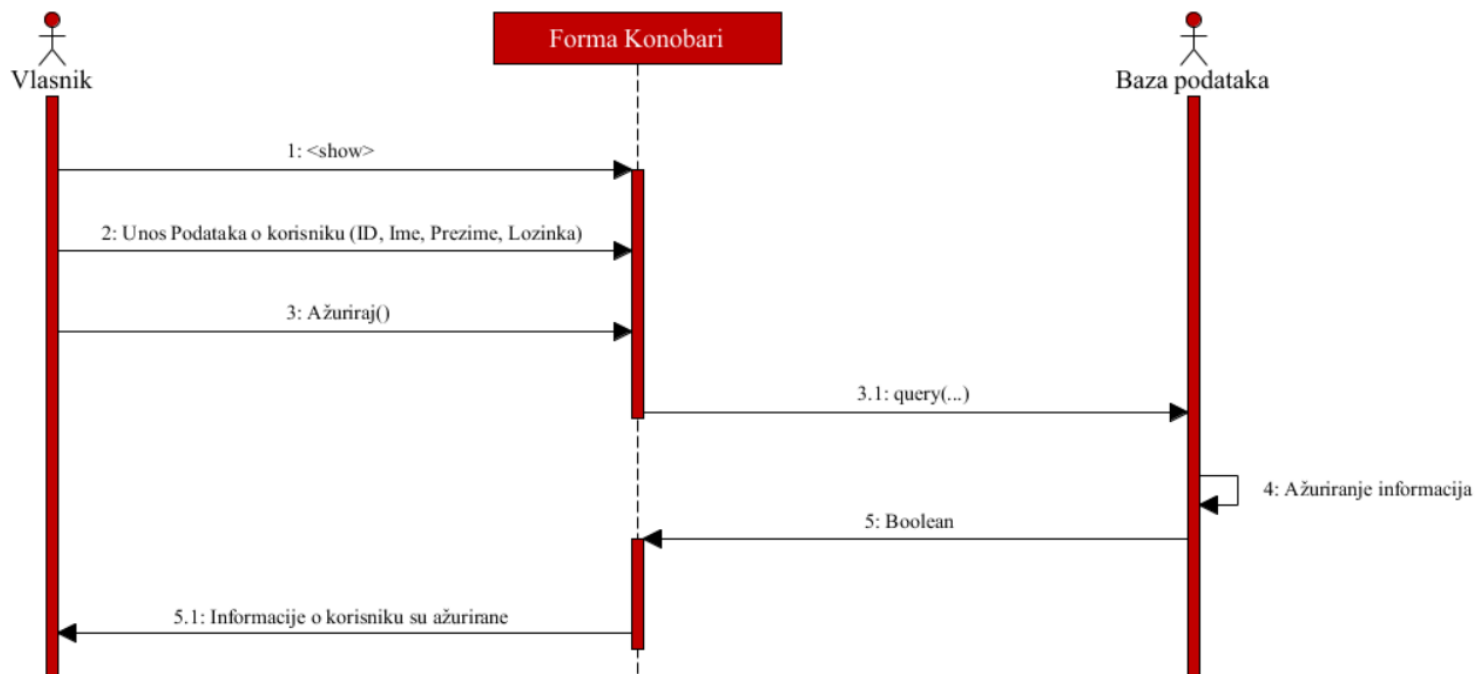 Vlasnik
Forma Konobari
Baza podataka
1: <show>
2: Unos Podataka o korisniku (ID, Ime, Prezime, Lozinka)
3: Ažuriraj()
3.1: query(...)
4: Ažuriranje informacija
5: Boolean
5.1: Informacije o korisniku su ažurirane